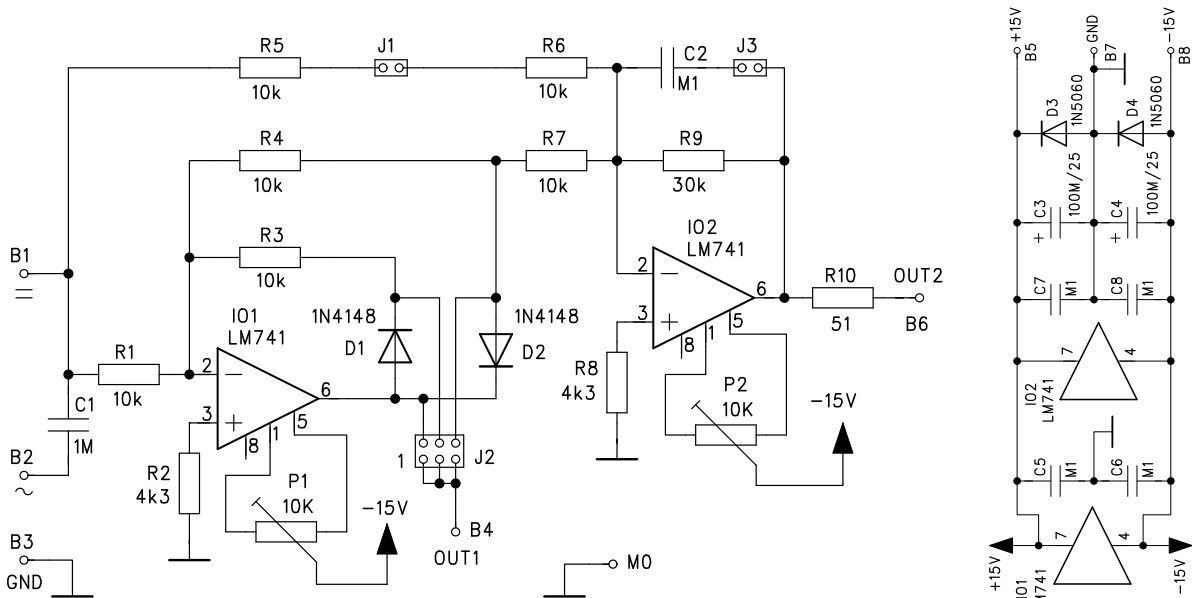 R5
10k
J1
R6
10k
C2
M1
J3
R4
10k
R7
10k
R9
30k
R3
10k
B1
IO1
LM741
1N4148
D1
1N4148
D2
IO2
LM741
2
3
6
8
1
5
R10
51
OUT2
B6
R1
10k
2
3
6
8
1
5
C1
1M
B2
~
R2
4k3
P1
10K
-15V
1
J2
B4
OUT1
R8
4k3
P2
10K
-15V
B3
GND
M0
+15V
B5
GND
B7
-15V
B8
D3
1N5060
D4
1N5060
+
C3
100M/25
+
C4
100M/25
C7
M1
C8
M1
7
4
IO2
LM741
C5
M1
C6
M1
7
4
+15V
IO1
M741
-15V